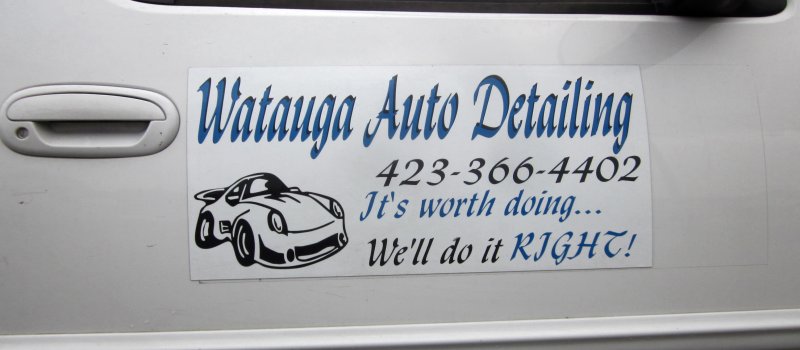 Watauga Auto Detailing
423-366-4402
It's worth doing...
We'll do it RIGHT!